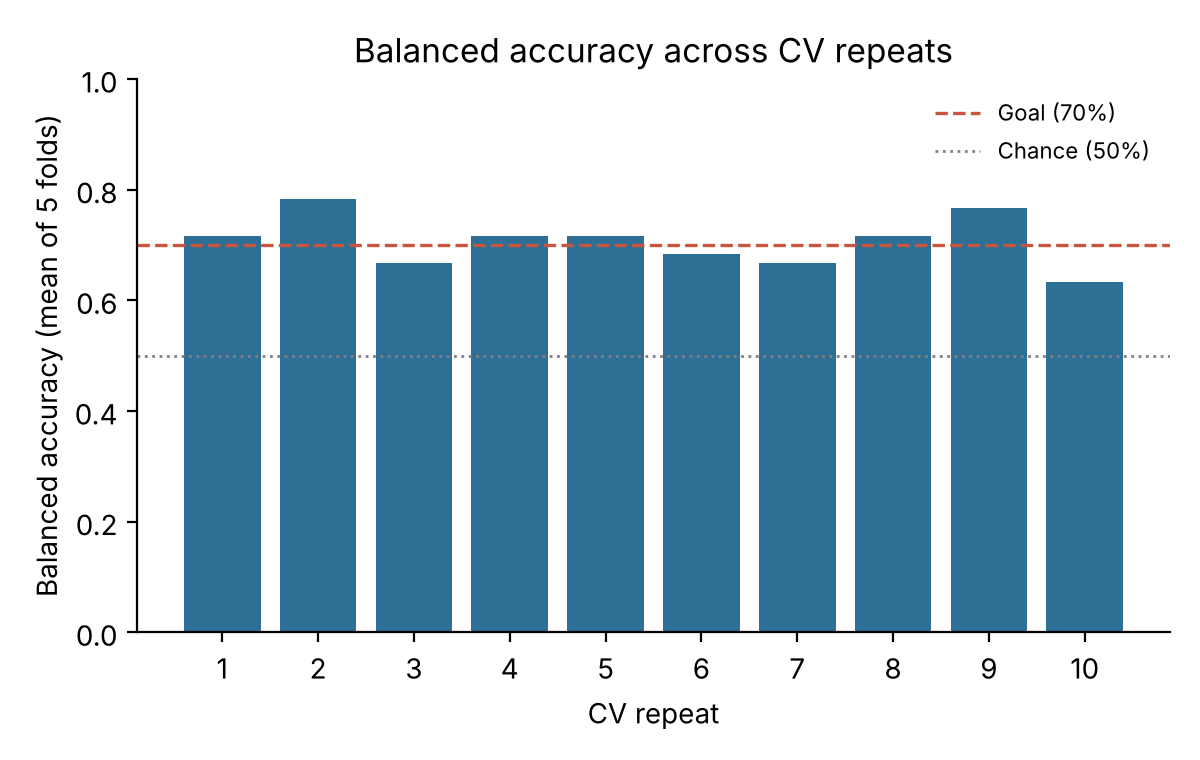 Balanced accuracy across CV repeats
Balanced accuracy (mean of 5 folds)
1.0
0.8
0.6
0.4
0.2
0.0
Goal (70%)
Chance (50%)
1 2 3 4 5 6 7 8 9 10
CV repeat